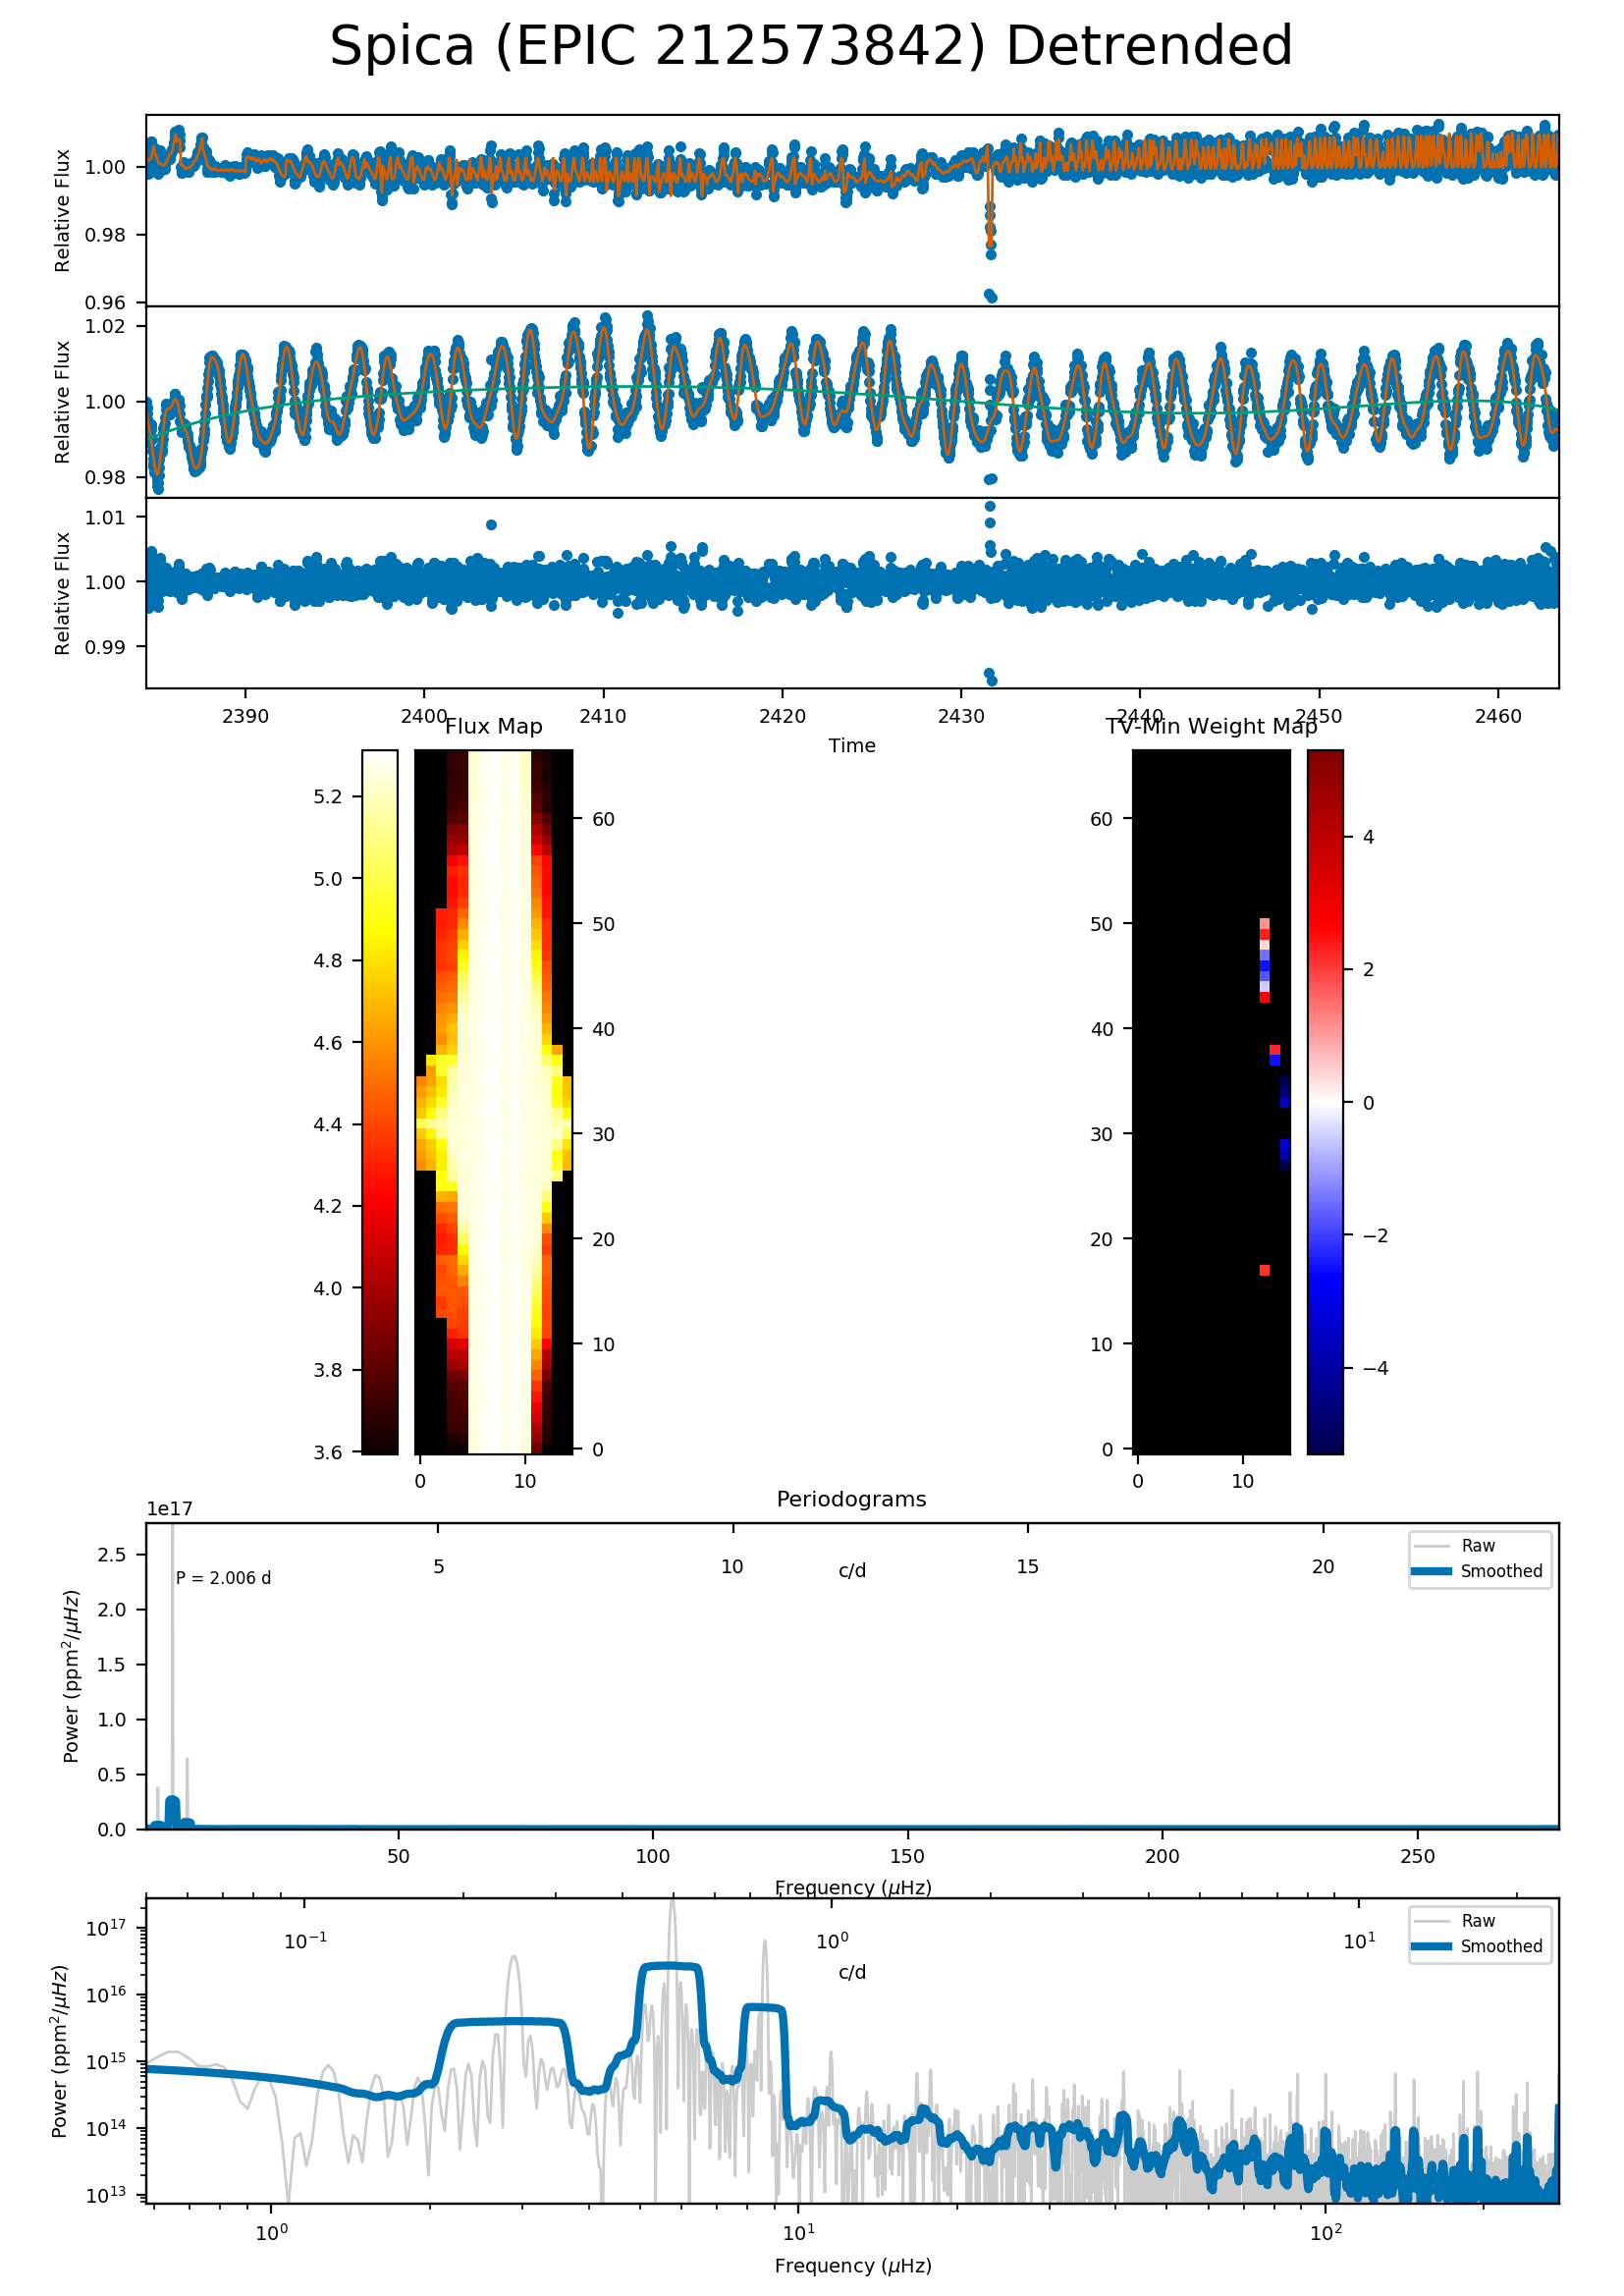 Spica (EPIC 212573842) Detrended
Relative Flux
1.00
0.98
0.96
Relative Flux
1.02
1.00
0.98
Relative Flux
1.01
1.00
0.99
2390 2400 2410 2420 2430 2440 2450 2460
Time
Flux Map
TV-Min Weight Map
5.2
5.0
4.8
4.6
4.4
4.2
4.0
3.8
3.6
60
50
40
30
20
10
0
0 10
60
50
40
30
20
10
0
0 10
4
2
0
−2
−4
Periodograms
1e17
Power (ppm²/μHz)
2.5
2.0
1.5
1.0
0.5
0.0
P = 2.006 d
5 10 15 20
c/d
Raw
Smoothed
50 100 150 200 250
Frequency (μHz)
Power (ppm²/μHz)
10¹⁷
10¹⁶
10¹⁵
10¹⁴
10¹³
10⁻¹ 10⁰ 10¹
c/d
Raw
Smoothed
10⁰ 10¹ 10²
Frequency (μHz)